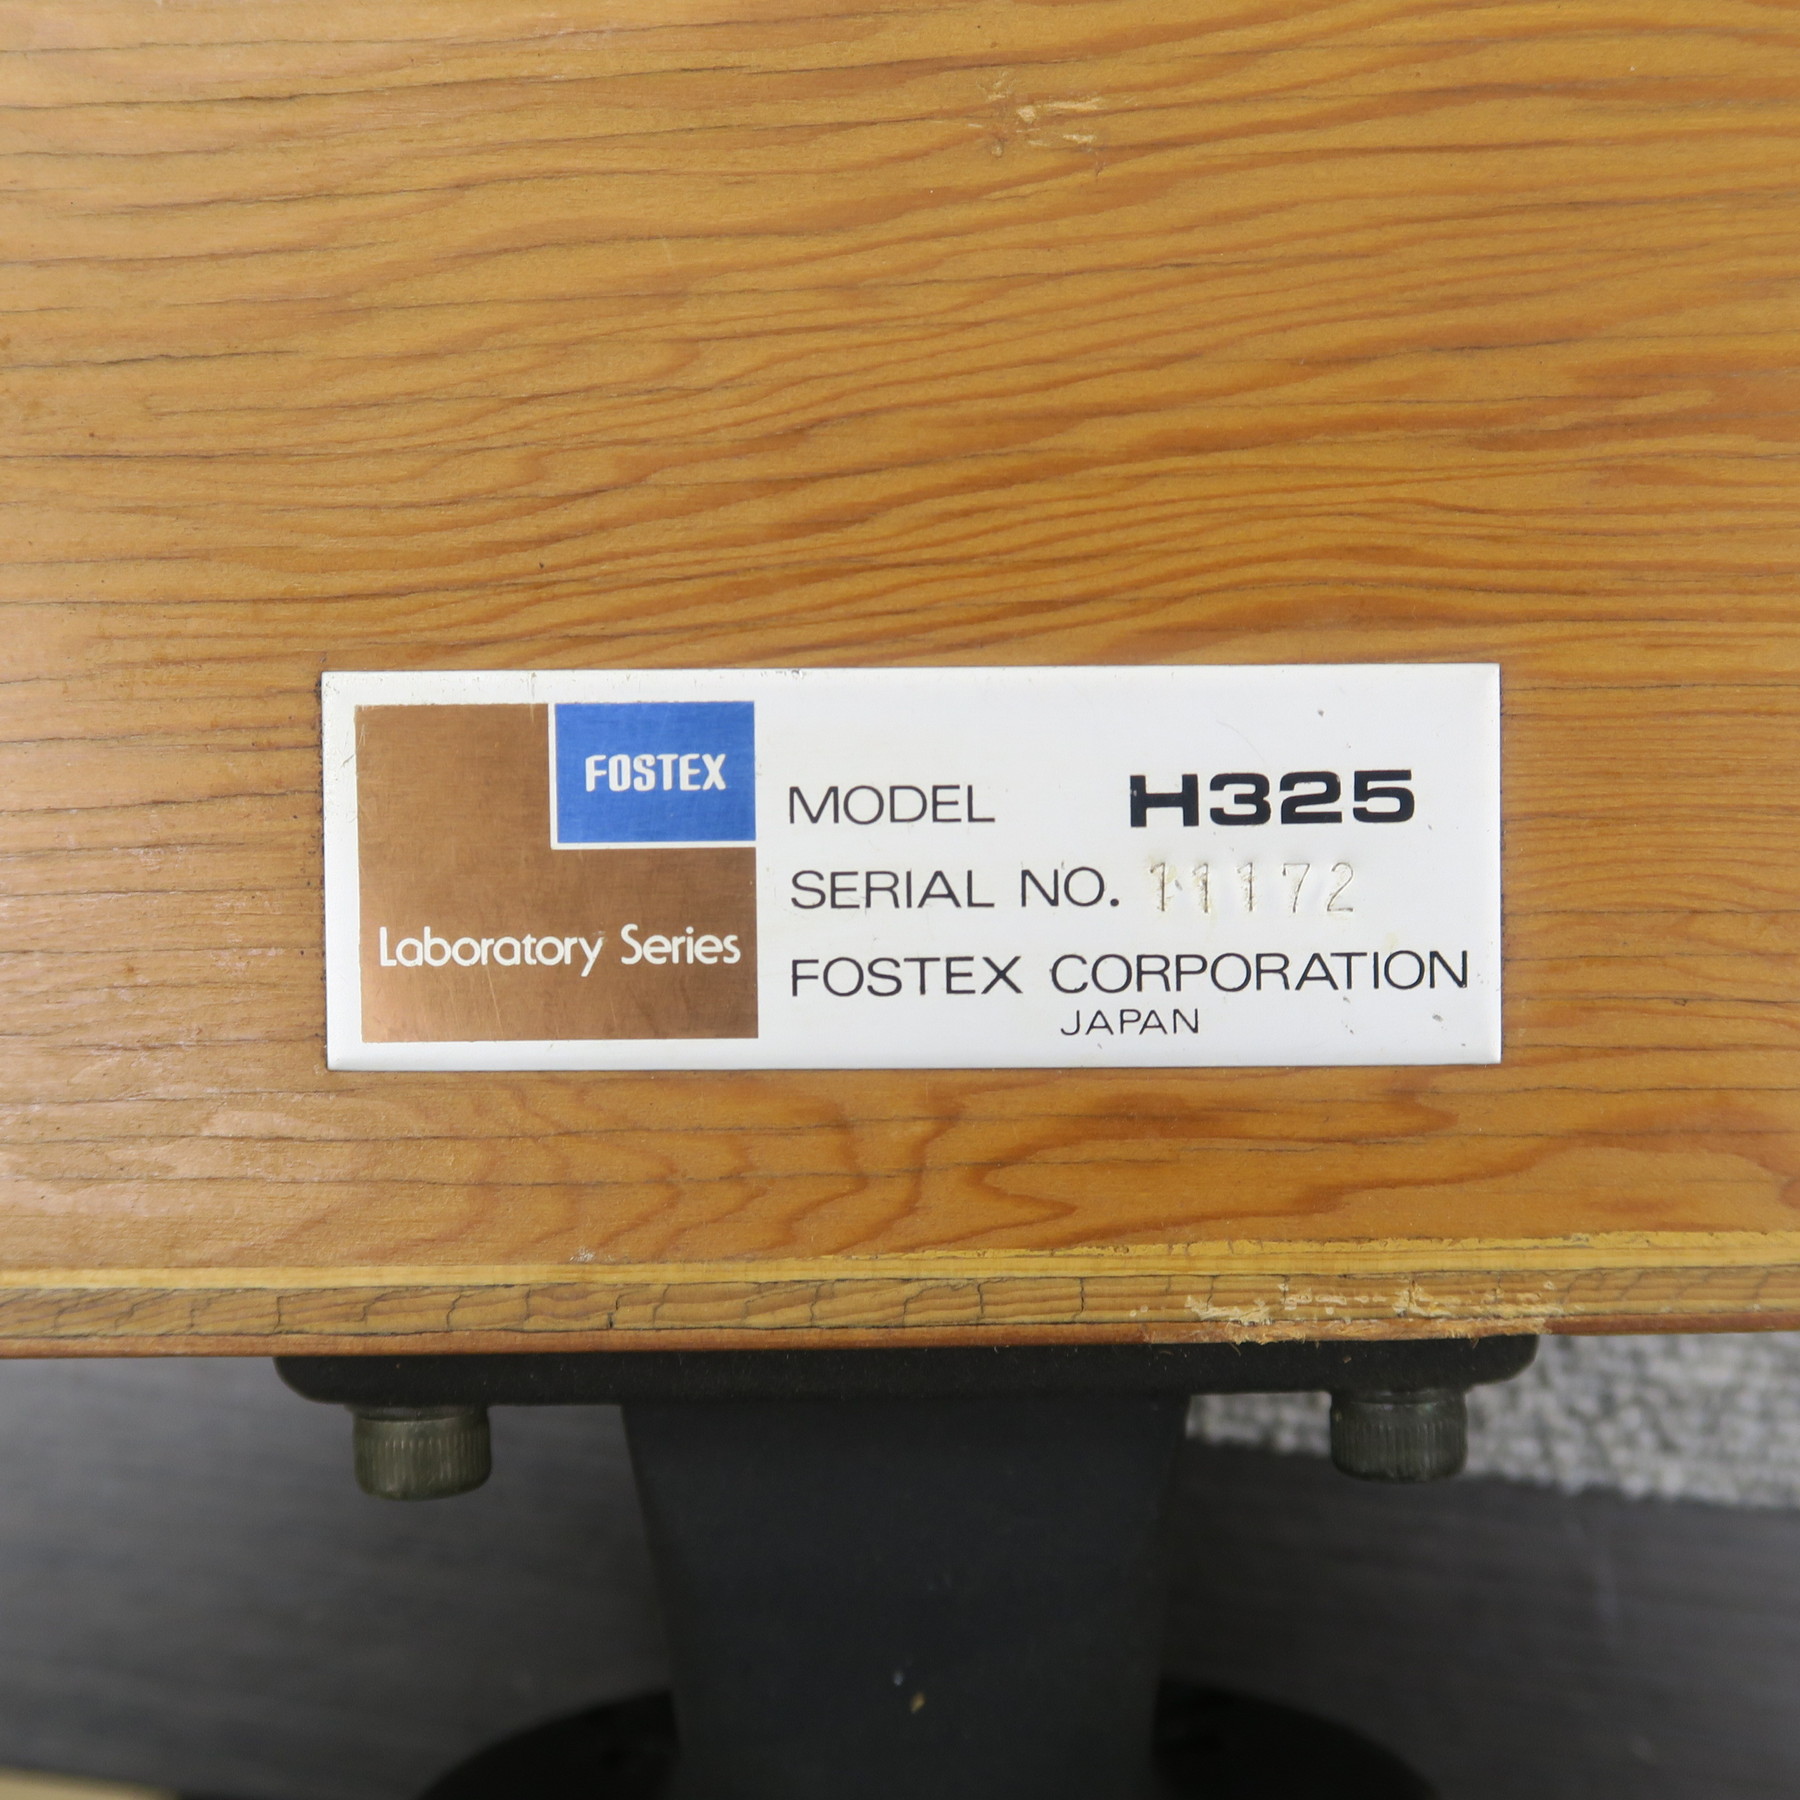 FOSTEX
Laboratory Series
MODEL H325
SERIAL NO. 11172
FOSTEX CORPORATION
JAPAN